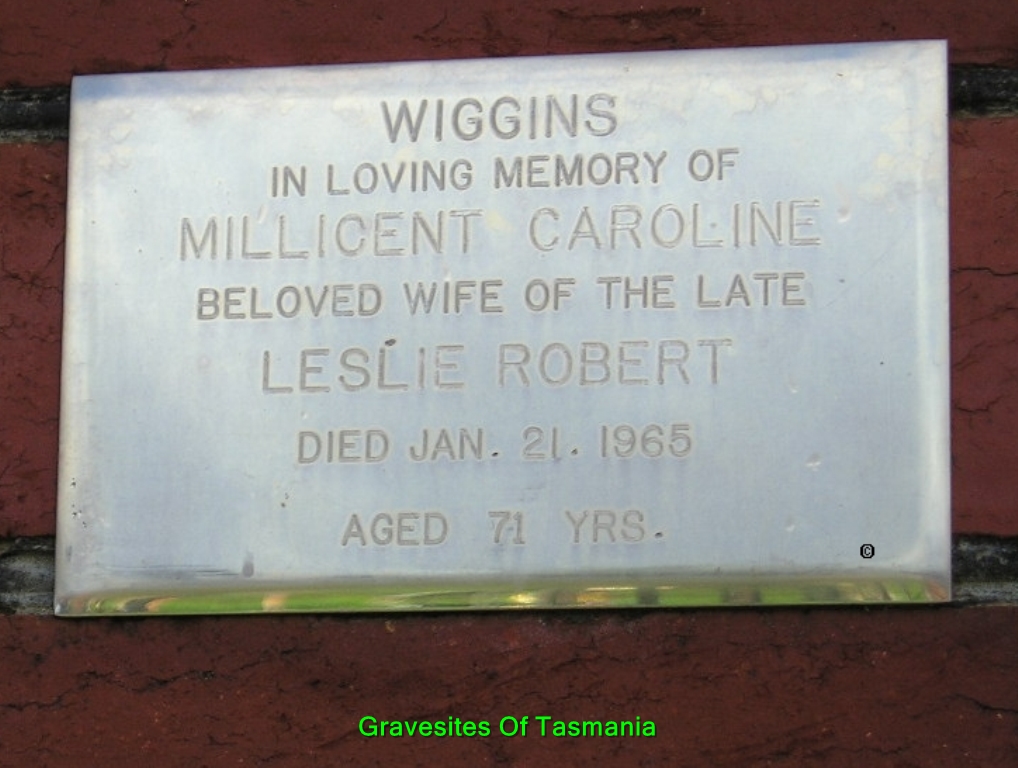 WIGGINS
IN LOVING MEMORY OF
MILLICENT CAROLINE
BELOVED WIFE OF THE LATE
LESLIE ROBERT
DIED JAN. 21. 1965
AGED 71 YRS.
©
Gravesites Of Tasmania